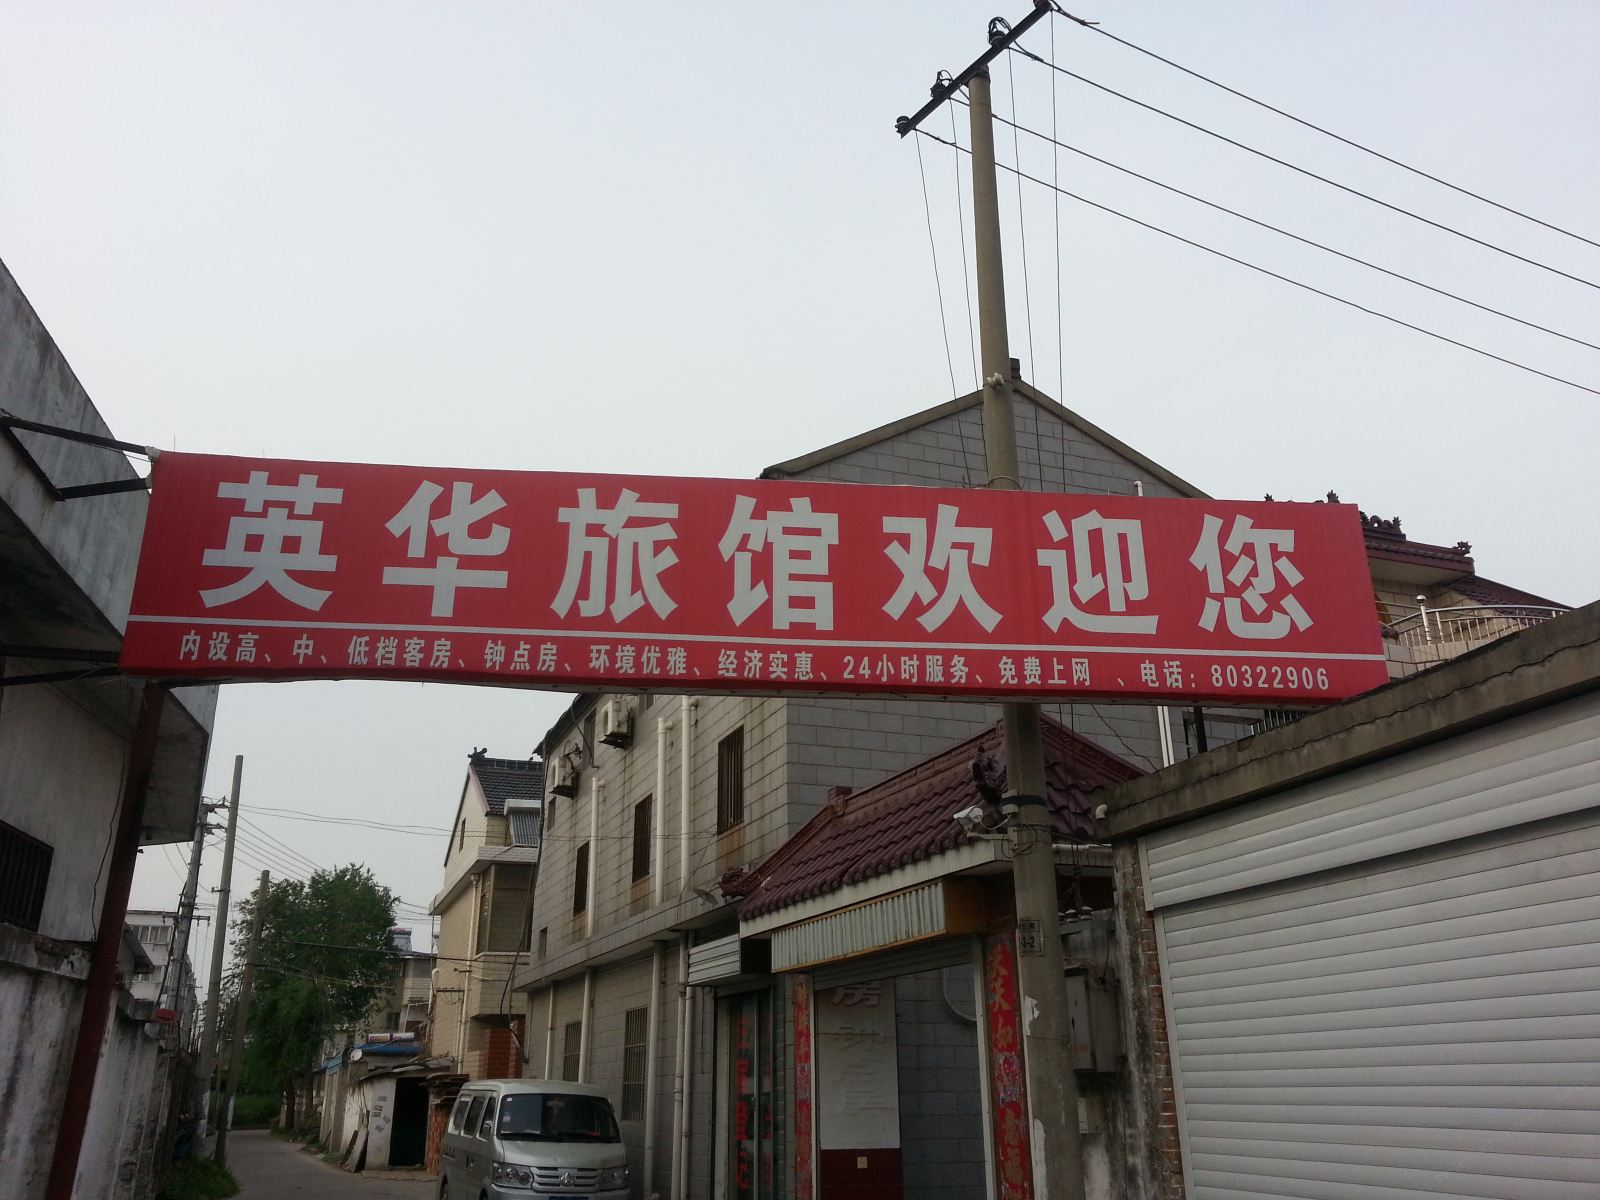 英华旅馆欢迎您
内设高、中、低档客房、钟点房、环境优雅、经济实惠、24小时服务、免费上网 、电话：80322906
房